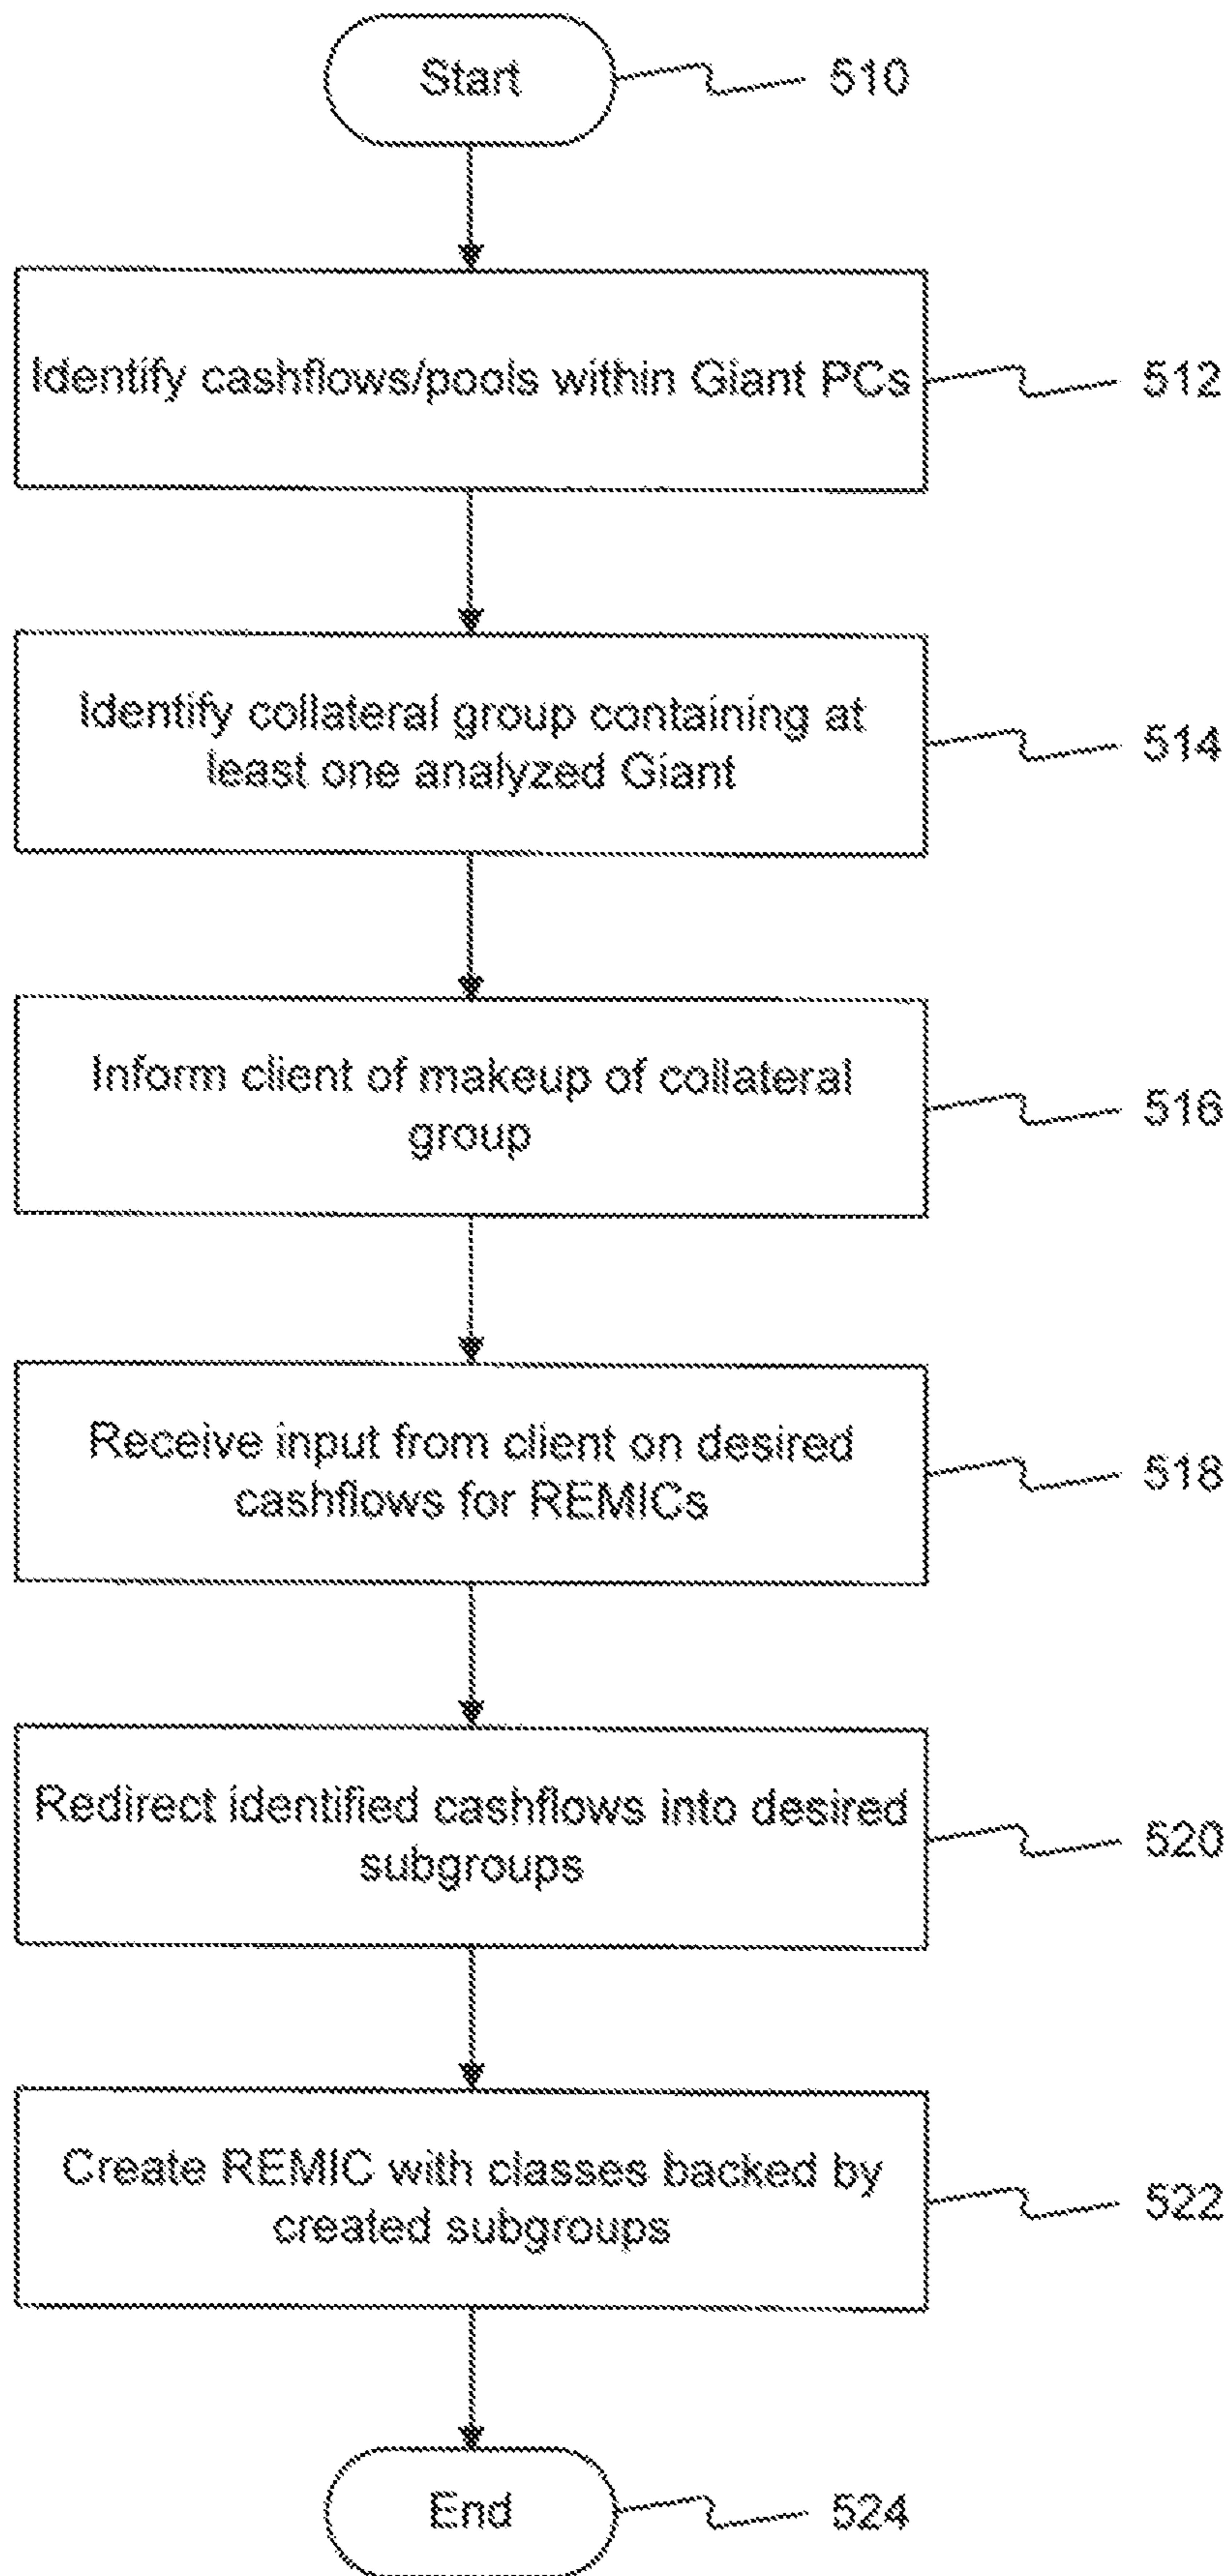 Start
510
Identify cashflows/pools within Giant PCs
512
Identify collateral group containing at
least one analyzed Giant
514
Inform client of makeup of collateral
group
516
Receive input from client on desired
cashflows for REMICs
518
Redirect identified cashflows into desired
subgroups
520
Create REMIC with classes backed by
created subgroups
522
End
524